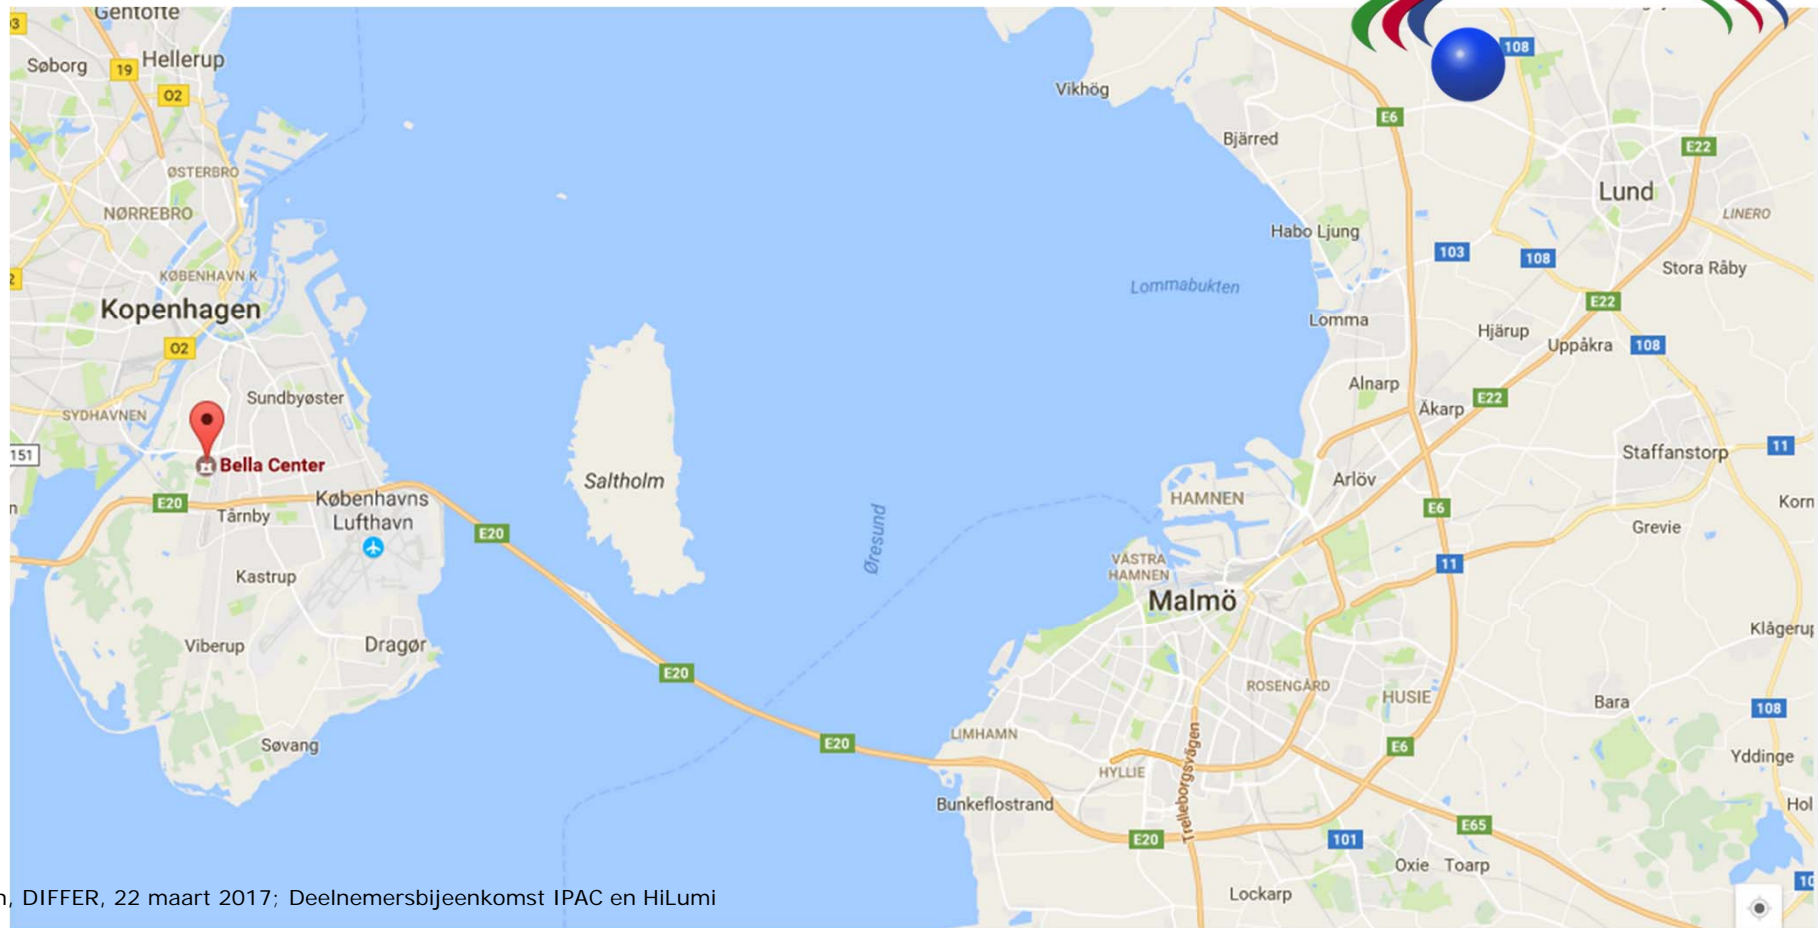 Gentofte
Søborg
19
Hellerup
O2
ØSTERBRO
NØRREBRO
KØBENHAVN K
Kopenhagen
O2
SYDHAVNEN
Sundbyøster
151
Bella Center
E20
Tårnby
Københavns
Lufthavn
Kastrup
Viberup
Dragør
Søvang
E20
Saltholm
E20
E20
Øresund
Lommabukten
Vikhög
Bjärred
108
E6
E22
Lund
LINERO
Habo Ljung
103
108
Stora Råby
E22
Lomma
Hjärup
Uppåkra
108
Alnarp
Åkarp
E22
Staffanstorp
11
Arlöv
HAMNEN
E6
Grevie
VÄSTRA
HAMNEN
11
Malmö
ROSENGÅRD
HUSIE
Bara
108
LIMHAMN
HYLLIE
Trelleborgsvägen
E6
Yddinge
Bunkeflostrand
E20
101
E65
Oxie
Toarp
Lockarp
, DIFFER, 22 maart 2017; Deelnemersbijeenkomst IPAC en HiLumi